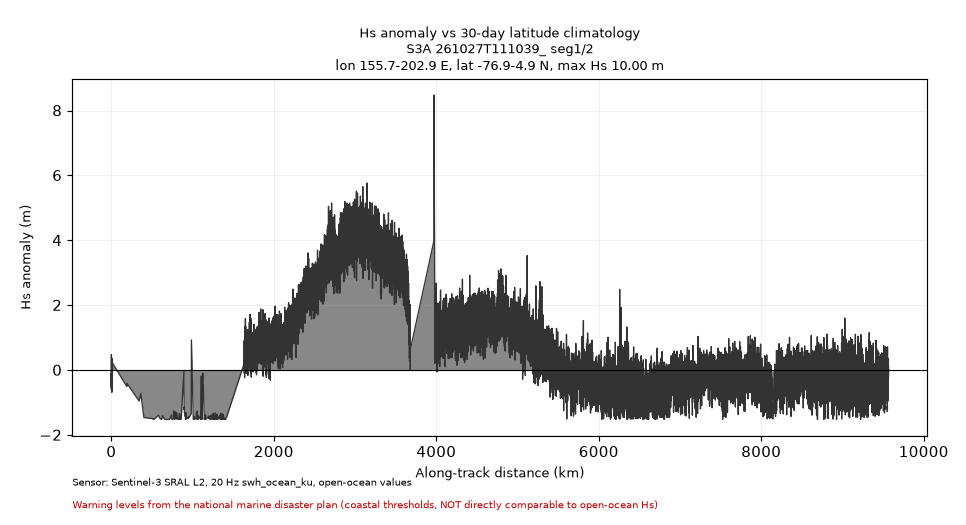 Hs anomaly vs 30-day latitude climatology
S3A 261027T111039_ seg1/2
lon 155.7-202.9 E, lat -76.9-4.9 N, max Hs 10.00 m
8
6
4
2
0
−2
Hs anomaly (m)
0 2000 4000 6000 8000 10000
Along-track distance (km)
Sensor: Sentinel-3 SRAL L2, 20 Hz swh_ocean_ku, open-ocean values
Warning levels from the national marine disaster plan (coastal thresholds, NOT directly comparable to open-ocean Hs)